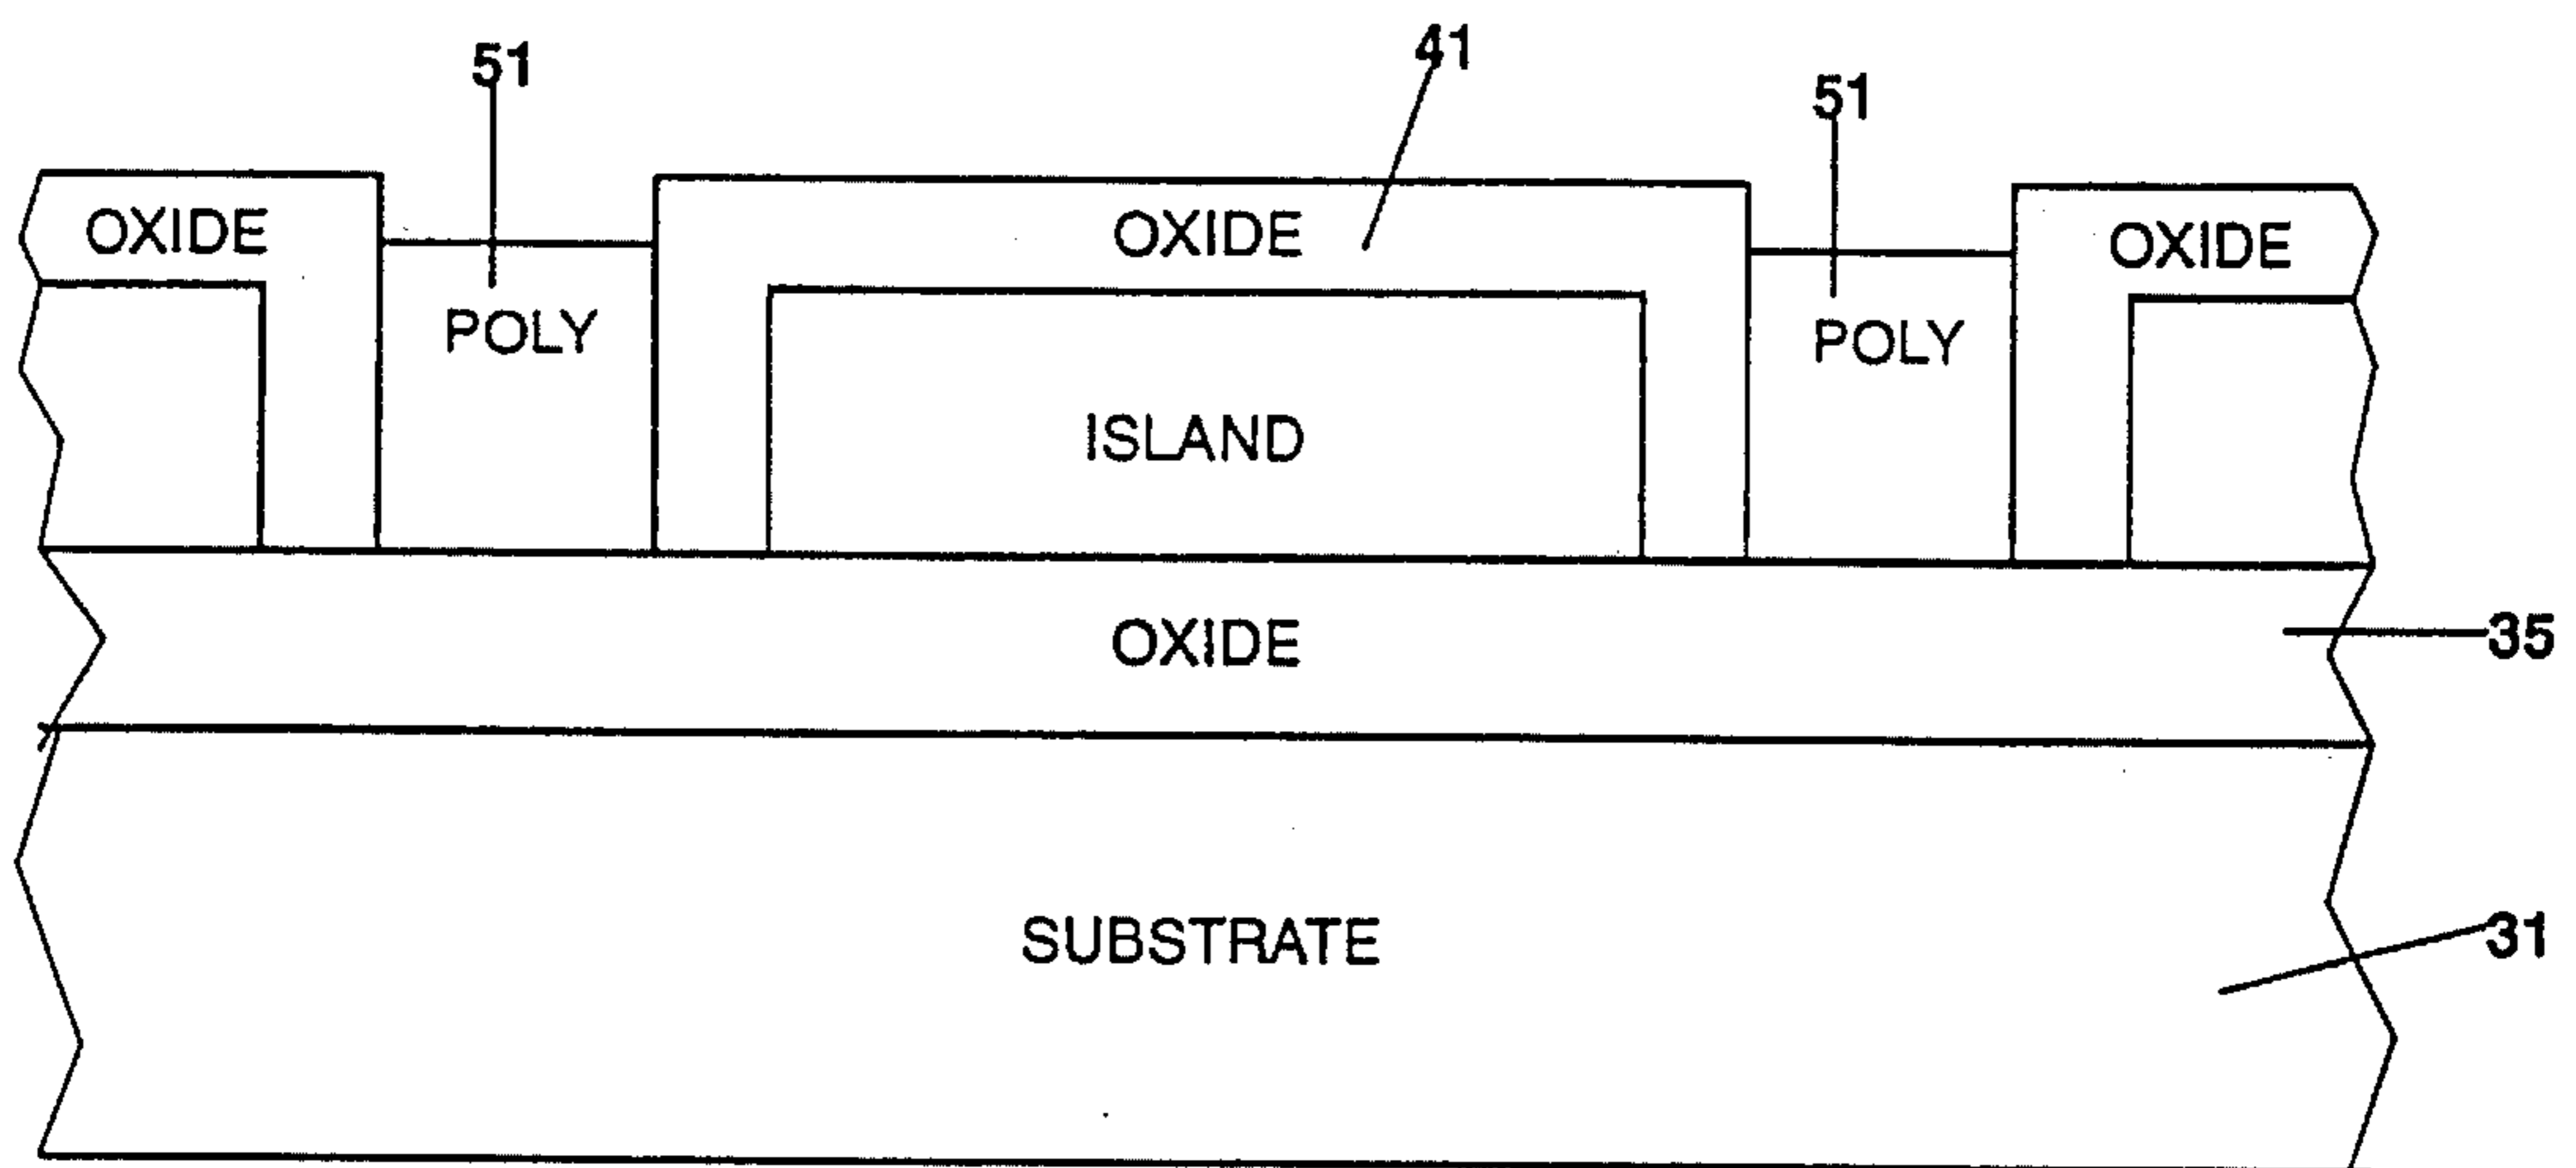 51
41
51
OXIDE
OXIDE
OXIDE
POLY
POLY
ISLAND
OXIDE
35
SUBSTRATE
31